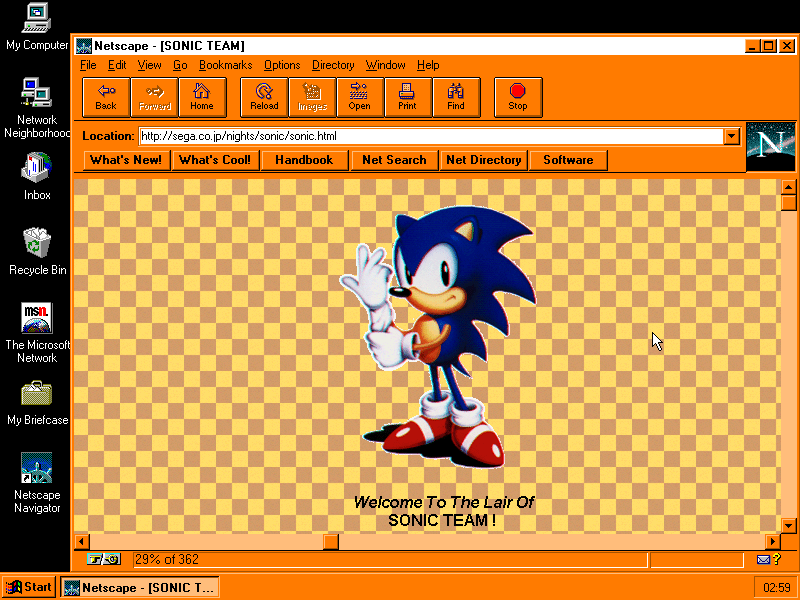 My Computer
Network
Neighborhood
Inbox
Recycle Bin
msn
The Microsoft
Network
My Briefcase
Netscape
Navigator
Netscape - [SONIC TEAM]
File Edit View Go Bookmarks Options Directory Window Help
Back Forward Home Reload Images Open Print Find Stop
Location: http://sega.co.jp/nights/sonic/sonic.html
N
What's New! What's Cool! Handbook Net Search Net Directory Software
Welcome To The Lair Of
SONIC TEAM !
29% of 362
?
Start Netscape - [SONIC T... 02:59